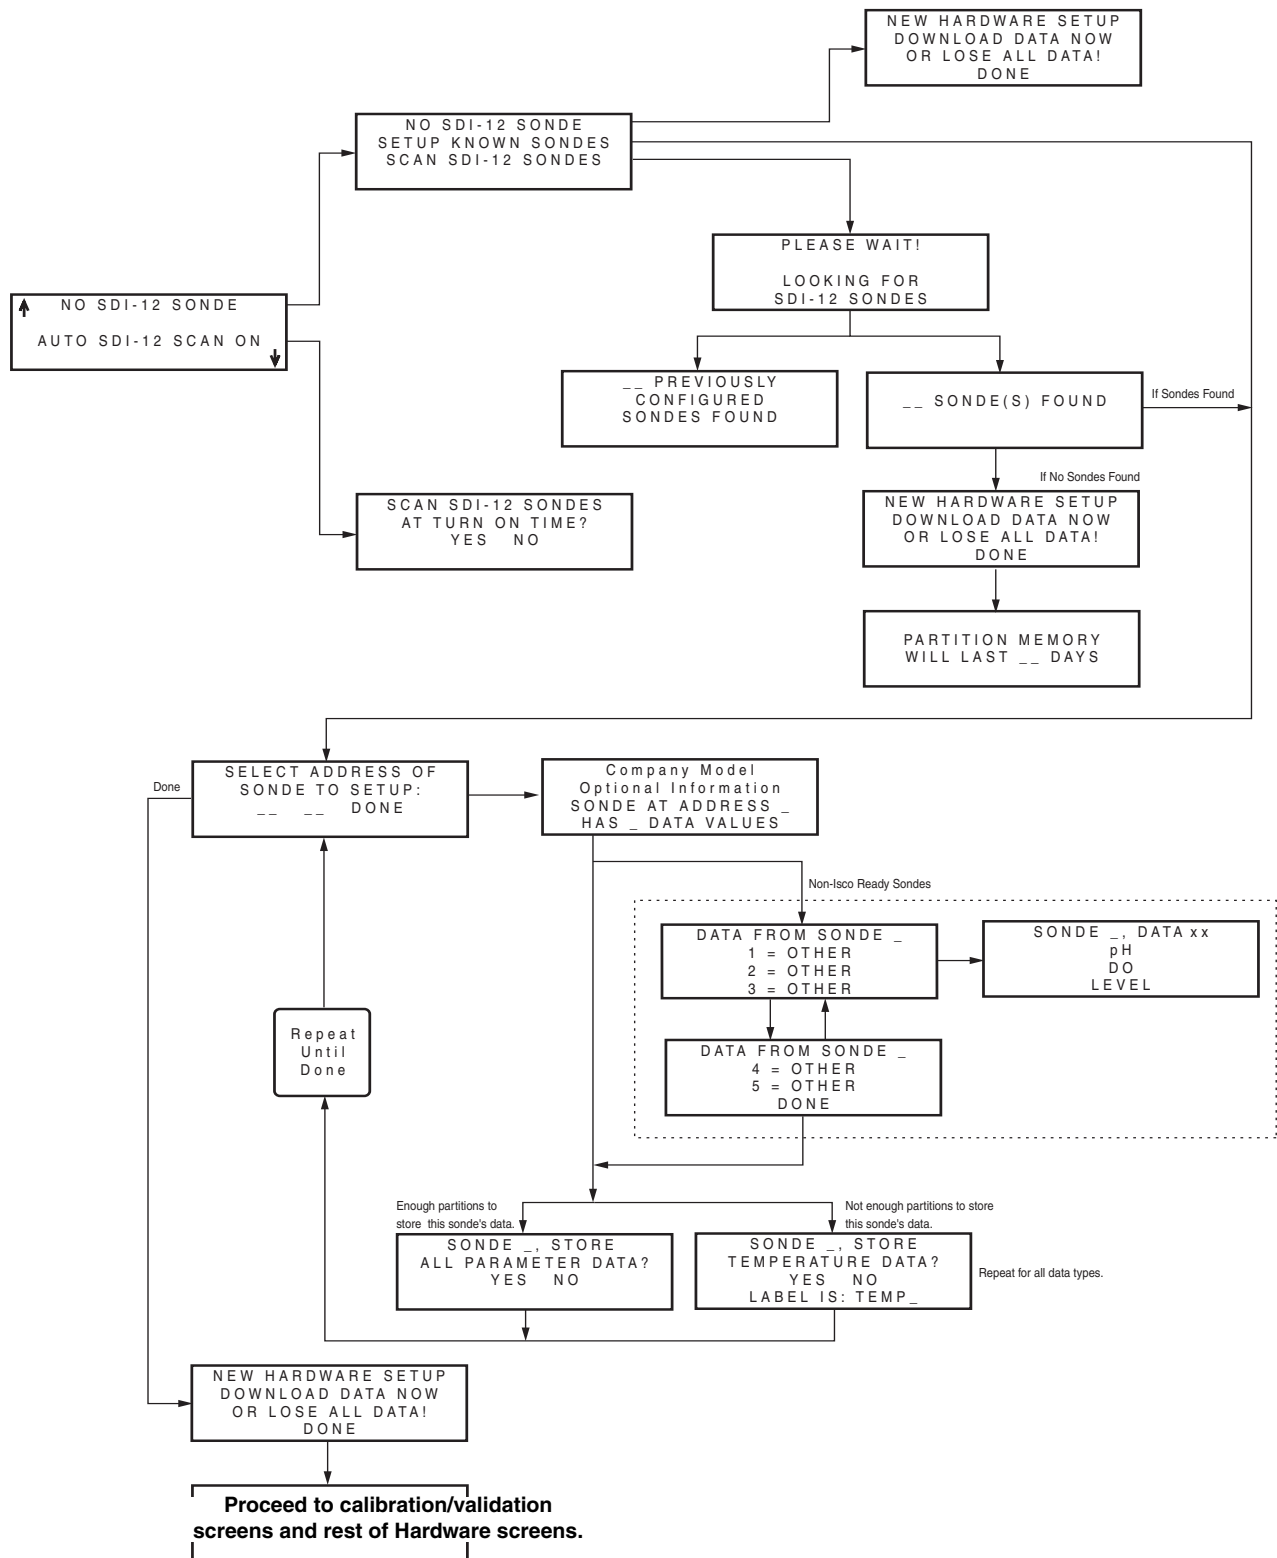 NEW HARDWARE SETUP
DOWNLOAD DATA NOW
OR LOSE ALL DATA!
DONE
NO SDI-12 SONDE
SETUP KNOWN SONDES
SCAN SDI-12 SONDES
PLEASE WAIT!
LOOKING FOR
SDI-12 SONDES
NO SDI-12 SONDE
AUTO SDI-12 SCAN ON
__ PREVIOUSLY
CONFIGURED
SONDES FOUND
__ SONDE(S) FOUND
If Sondes Found
If No Sondes Found
SCAN SDI-12 SONDES
AT TURN ON TIME?
YES NO
NEW HARDWARE SETUP
DOWNLOAD DATA NOW
OR LOSE ALL DATA!
DONE
PARTITION MEMORY
WILL LAST __ DAYS
Done
SELECT ADDRESS OF
SONDE TO SETUP:
__ __ DONE
Company Model
Optional Information
SONDE AT ADDRESS _
HAS _ DATA VALUES
Non-Isco Ready Sondes
DATA FROM SONDE _
1 = OTHER
2 = OTHER
3 = OTHER
SONDE _, DATA xx
pH
DO
LEVEL
Repeat
Until
Done
DATA FROM SONDE _
4 = OTHER
5 = OTHER
DONE
Enough partitions to
store this sonde's data.
Not enough partitions to store
this sonde's data.
SONDE _, STORE
ALL PARAMETER DATA?
YES NO
SONDE _, STORE
TEMPERATURE DATA?
YES NO
LABEL IS: TEMP_
Repeat for all data types.
NEW HARDWARE SETUP
DOWNLOAD DATA NOW
OR LOSE ALL DATA!
DONE
Proceed to calibration/validation
screens and rest of Hardware screens.